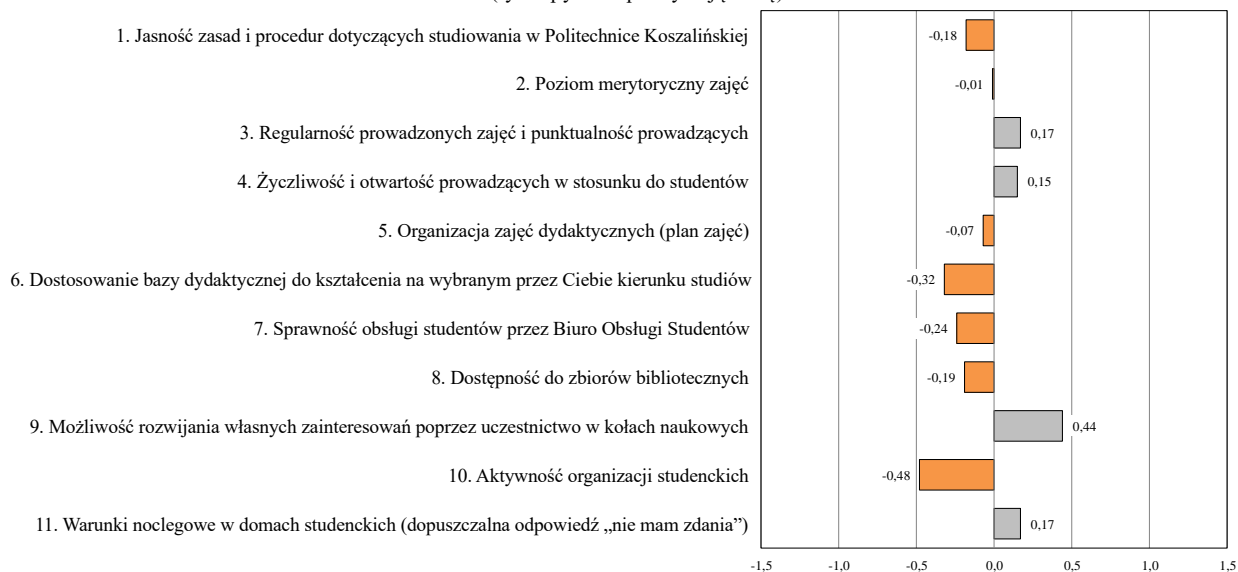 1. Jasność zasad i procedur dotyczących studiowania w Politechnice Koszalińskiej
-0,18
2. Poziom merytoryczny zajęć
-0,01
3. Regularność prowadzonych zajęć i punktualność prowadzących
0,17
4. Życzliwość i otwartość prowadzących w stosunku do studentów
0,15
5. Organizacja zajęć dydaktycznych (plan zajęć)
-0,07
6. Dostosowanie bazy dydaktycznej do kształcenia na wybranym przez Ciebie kierunku studiów
-0,32
7. Sprawność obsługi studentów przez Biuro Obsługi Studentów
-0,24
8. Dostępność do zbiorów bibliotecznych
-0,19
9. Możliwość rozwijania własnych zainteresowań poprzez uczestnictwo w kołach naukowych
0,44
10. Aktywność organizacji studenckich
-0,48
11. Warunki noclegowe w domach studenckich (dopuszczalna odpowiedź „nie mam zdania”)
0,17
-1,5 -1,0 -0,5 0,0 0,5 1,0 1,5